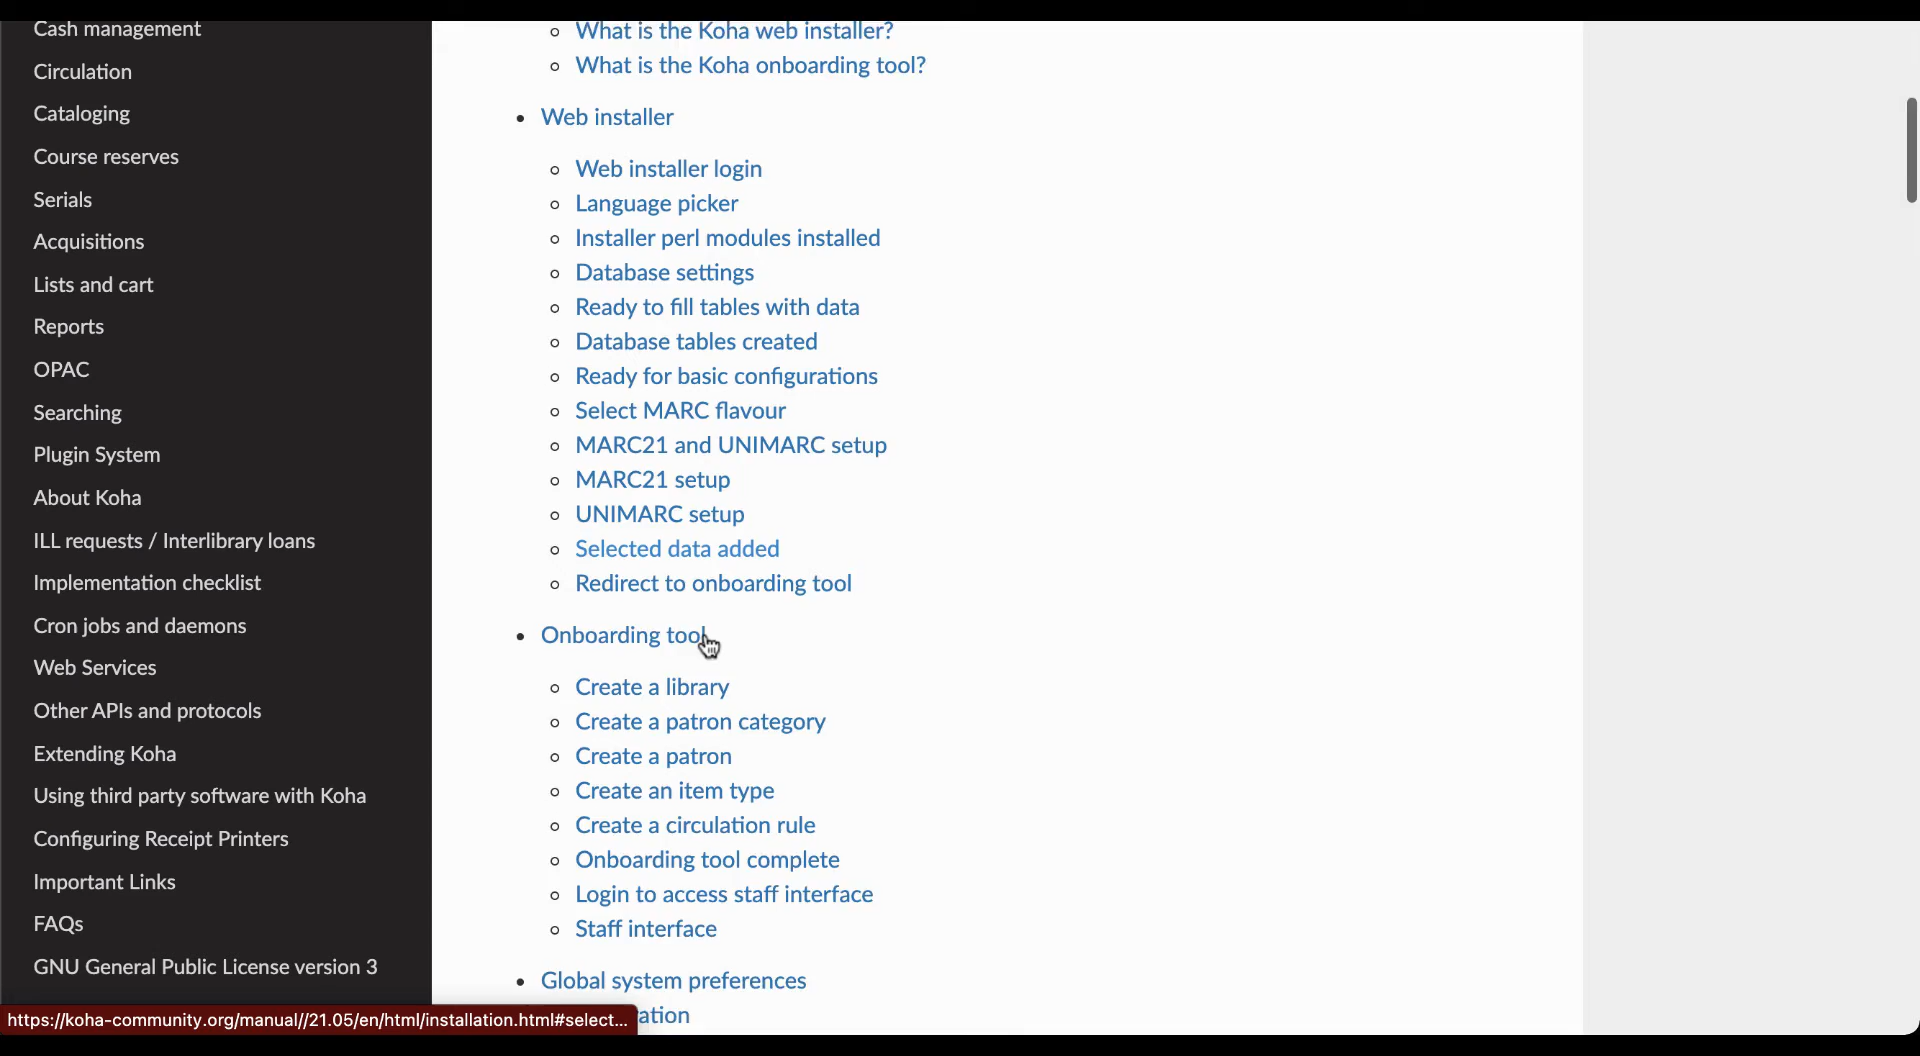 Cash management
Circulation
Cataloging
Course reserves
Serials
Acquisitions
Lists and cart
Reports
OPAC
Searching
Plugin System
About Koha
ILL requests / Interlibrary loans
Implementation checklist
Cron jobs and daemons
Web Services
Other APIs and protocols
Extending Koha
Using third party software with Koha
Configuring Receipt Printers
Important Links
FAQs
GNU General Public License version 3
What is the Koha web installer?
What is the Koha onboarding tool?
Web installer
Web installer login
Language picker
Installer perl modules installed
Database settings
Ready to fill tables with data
Database tables created
Ready for basic configurations
Select MARC flavour
MARC21 and UNIMARC setup
MARC21 setup
UNIMARC setup
Selected data added
Redirect to onboarding tool
Onboarding tool
Create a library
Create a patron category
Create a patron
Create an item type
Create a circulation rule
Onboarding tool complete
Login to access staff interface
Staff interface
Global system preferences
ation
https://koha-community.org/manual//21.05/en/html/installation.html#select...